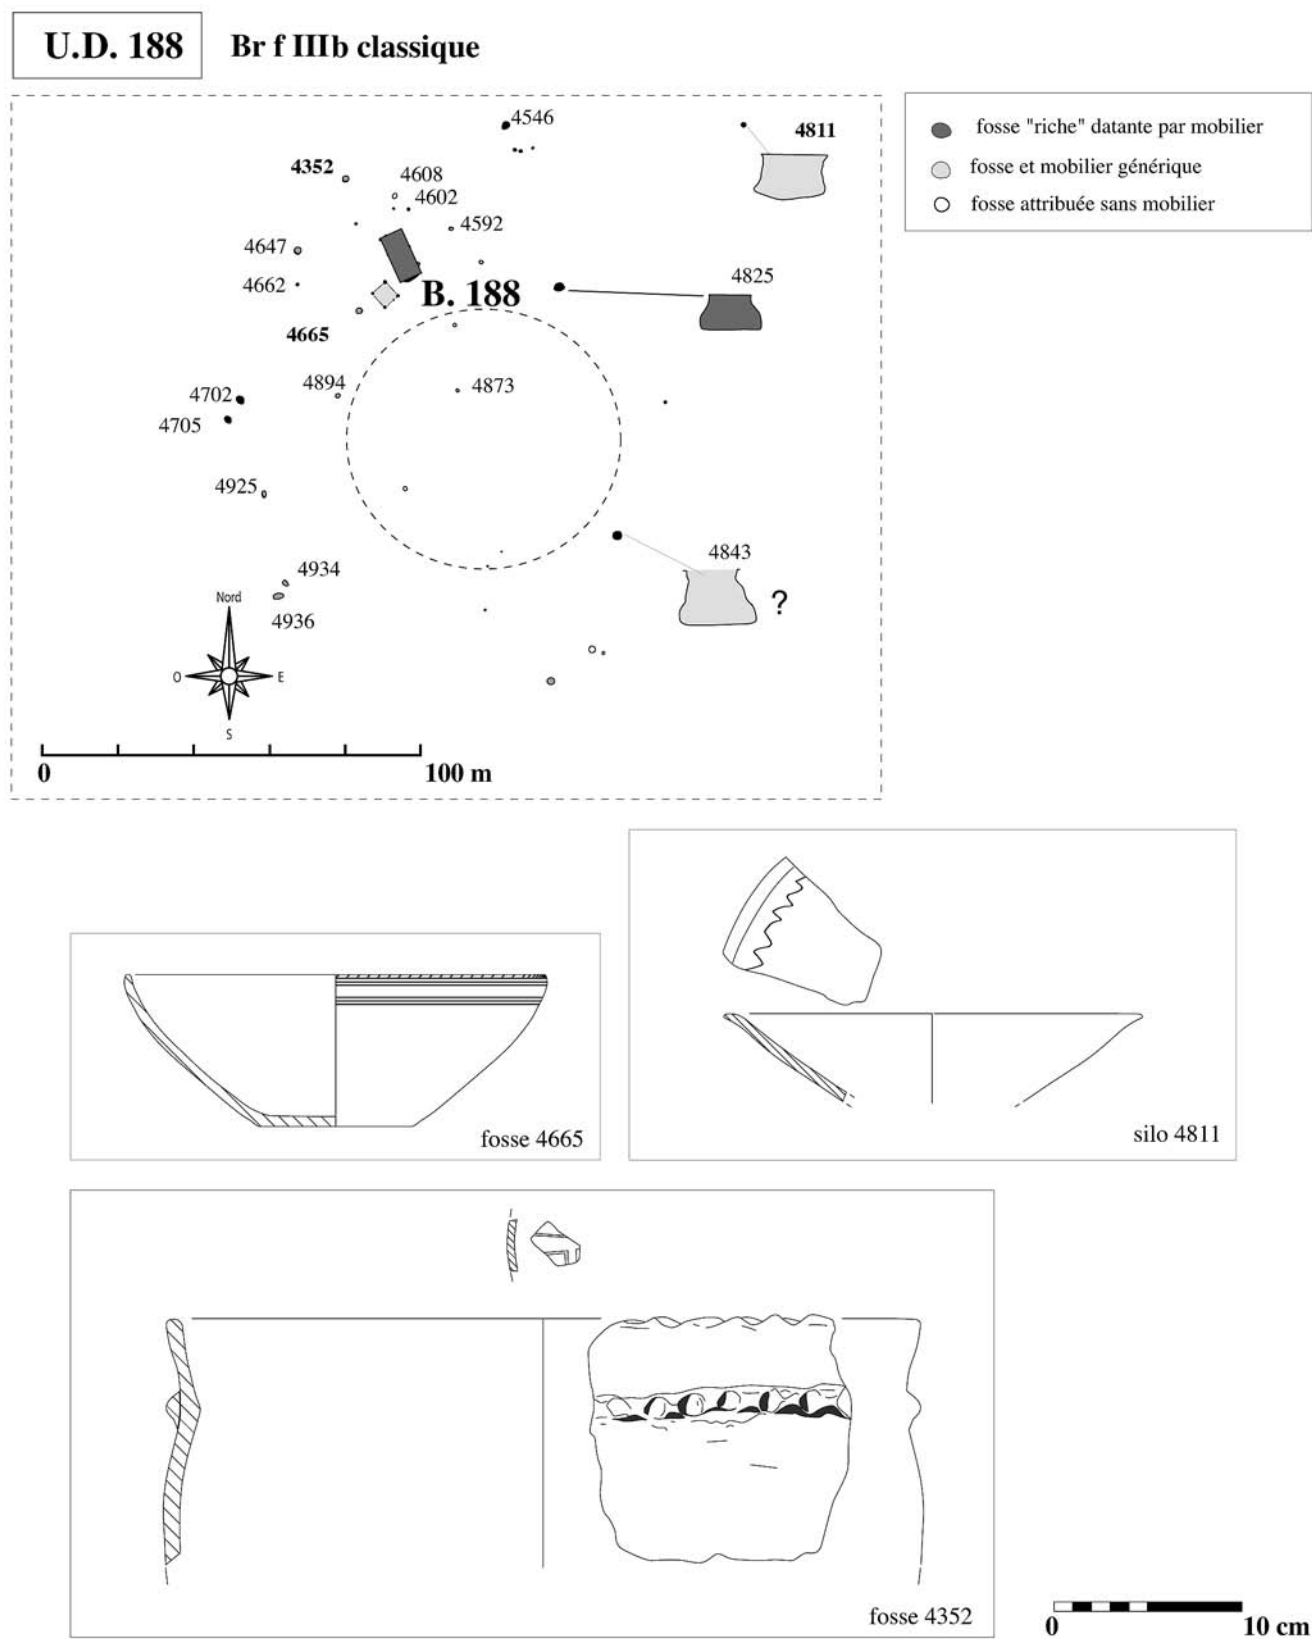 U.D. 188 Br f IIIb classique
4546
4811
4352
4608
4602
4592
4647
4662
B. 188
4825
4665
4702
4894
4873
4705
4925
4843
?
4934
4936
Nord
O E
S
0 100 m
fosse "riche" datante par mobilier
fosse et mobilier générique
fosse attribuée sans mobilier
fosse 4665
silo 4811
fosse 4352
0 10 cm